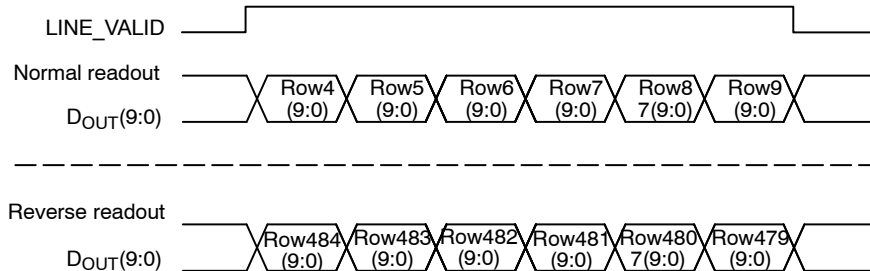 LINE_VALID
Normal readout
Row4 Row5 Row6 Row7 Row8 Row9
(9:0) (9:0) (9:0) (9:0) 7(9:0) (9:0)
DOUT(9:0)
Reverse readout
Row484 Row483 Row482 Row481 Row480 Row479
(9:0) (9:0) (9:0) (9:0) 7(9:0) (9:0)
DOUT(9:0)